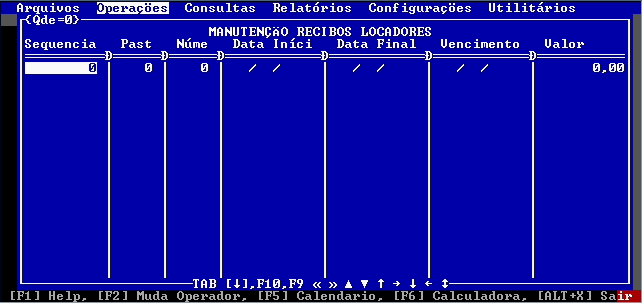 Arquivos Operações Consultas Relatórios Configurações Utilitários
(Qde=0)
MANUTENÇãO RECIBOS LOCADORES
Sequencia Past Núme Data Iníci Data Final Vencimento Valor
0 0 0 / / / / / / 0,00
TAB [↓],F10,F9 « » ▲ ▼ ↑ → ↓ ← ↕
[F1] Help, [F2] Muda Operador, [F5] Calendario, [F6] Calculadora, [ALT+X] Sair